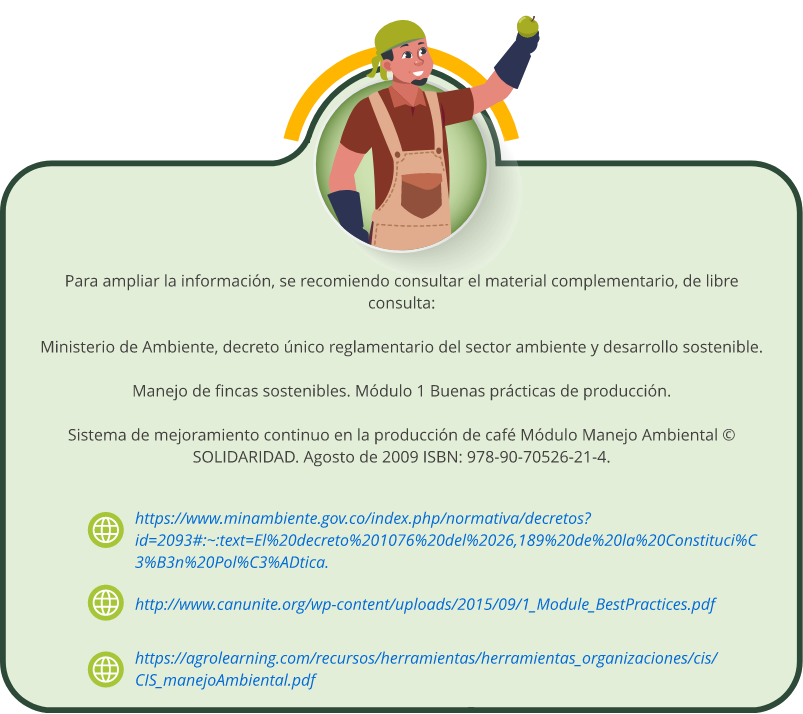 Para ampliar la información, se recomiendo consultar el material complementario, de libre
consulta:
Ministerio de Ambiente, decreto único reglamentario del sector ambiente y desarrollo sostenible.
Manejo de fincas sostenibles. Módulo 1 Buenas prácticas de producción.
Sistema de mejoramiento continuo en la producción de café Módulo Manejo Ambiental ©
SOLIDARIDAD. Agosto de 2009 ISBN: 978-90-70526-21-4.
https://www.minambiente.gov.co/index.php/normativa/decretos?
id=2093#:~:text=El%20decreto%201076%20del%2026,189%20de%20la%20Constituci%C
3%B3n%20Pol%C3%ADtica.
http://www.canunite.org/wp-content/uploads/2015/09/1_Module_BestPractices.pdf
https://agrolearning.com/recursos/herramientas/herramientas_organizaciones/cis/
CIS_manejoAmbiental.pdf